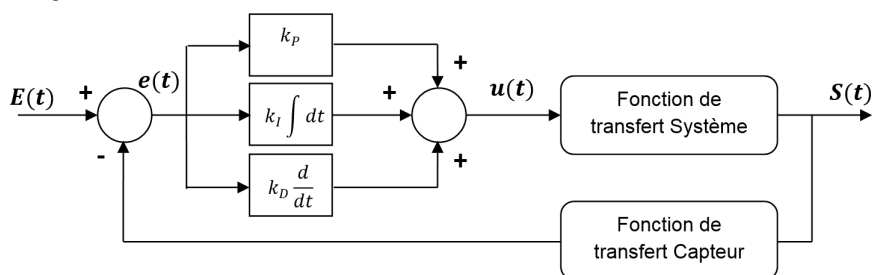 k_P
+
E(t)
+
e(t)
k_I ∫ dt
+
u(t)
Fonction de
transfert Système
S(t)
-
k_D d/dt
+
Fonction de
transfert Capteur